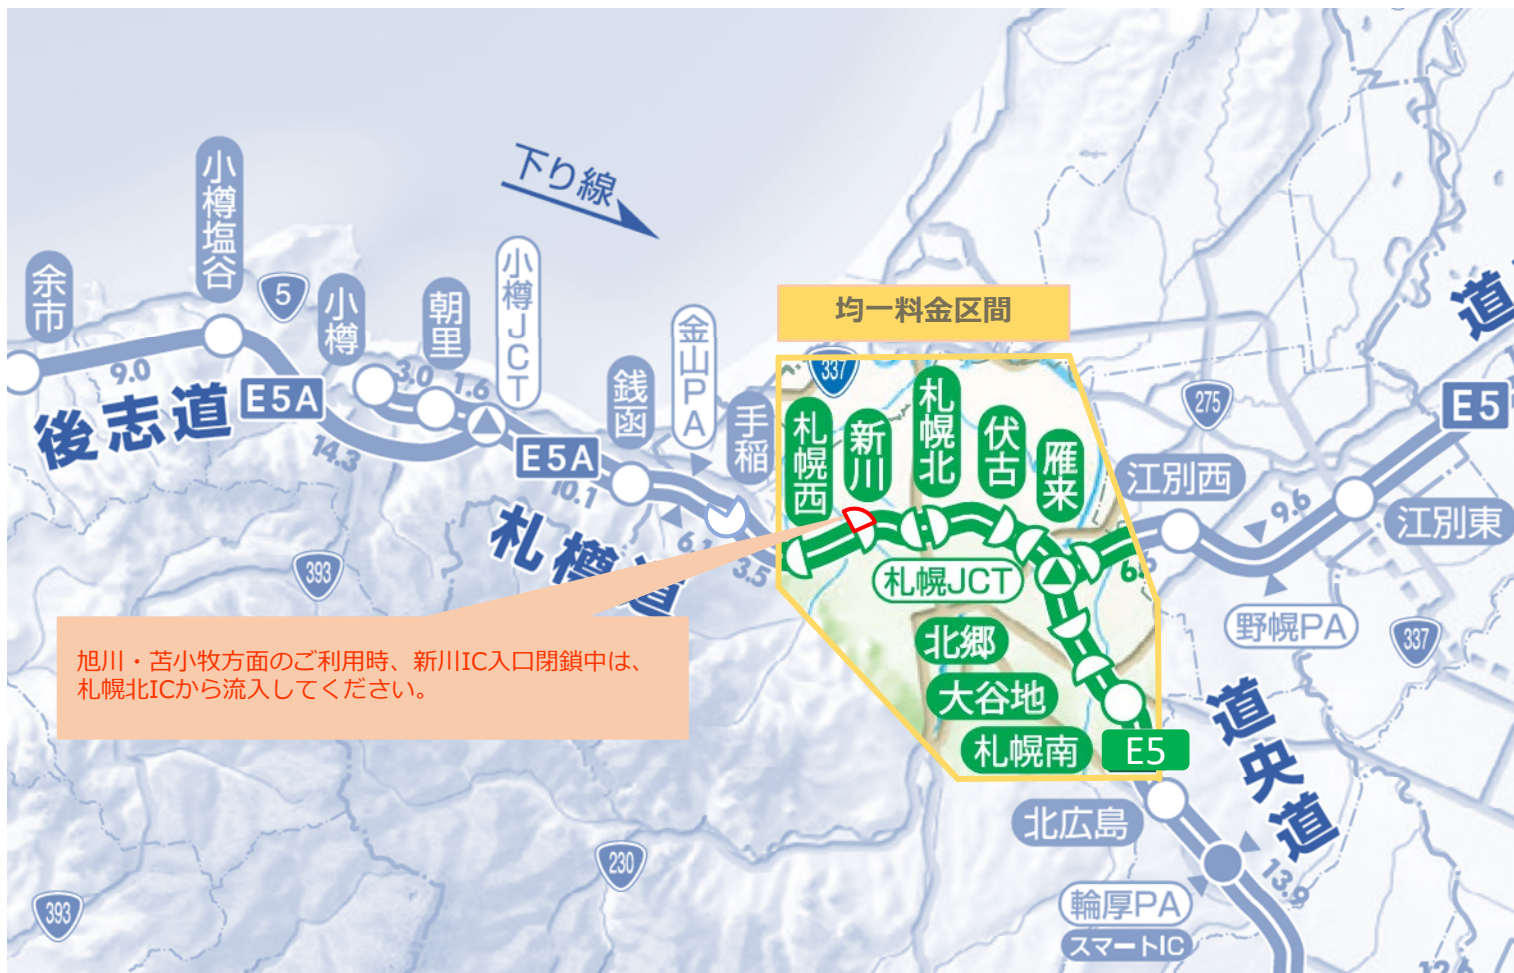 下り線
小樽塩谷
余市
5
小樽
朝里
小樽JCT
金山PA
銭函
手稲
9.0
3.0
1.6
後志道
E5A
14.3
E5A
10.1
札樽道
6.1
3.5
393
均一料金区間
337
札幌西
新川
札幌北
伏古
雁来
札幌JCT
北郷
大谷地
札幌南
E5
275
E5
江別西
9.6
江別東
野幌PA
337
旭川・苫小牧方面のご利用時、新川IC入口閉鎖中は、
札幌北ICから流入してください。
道央道
北広島
13.9
輪厚PA
スマートIC
230
393